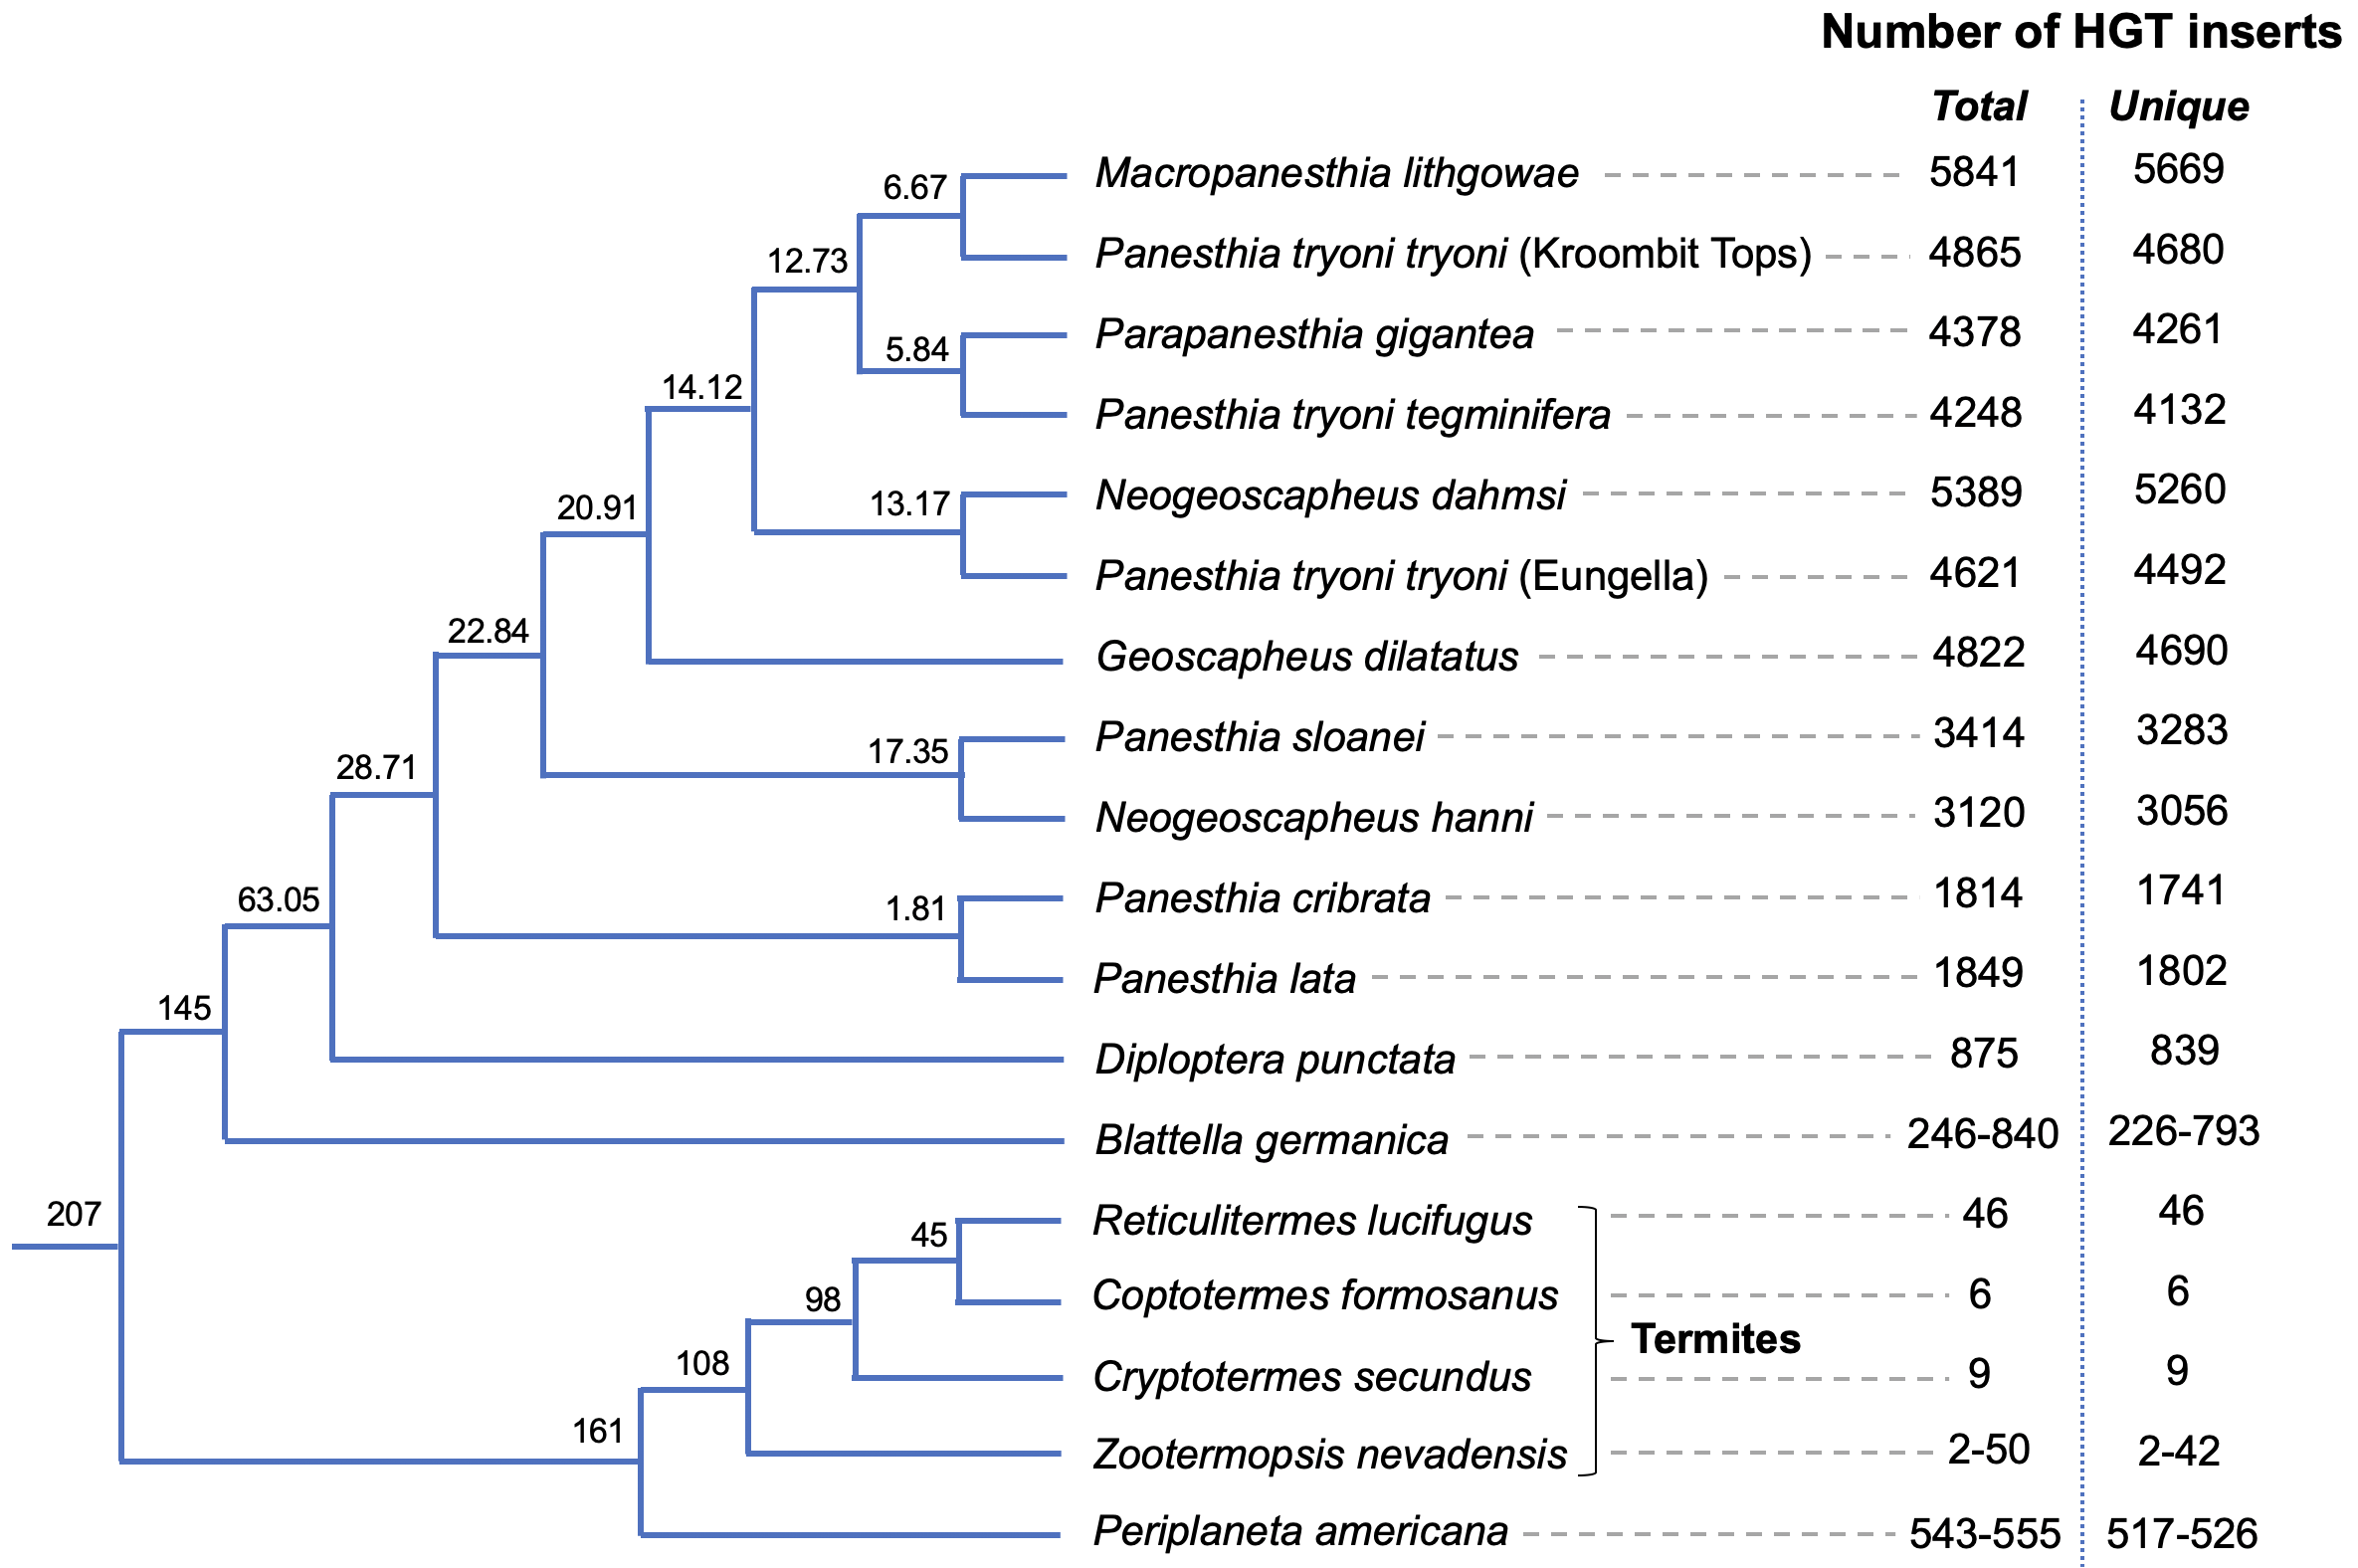 Number of HGT inserts
Total Unique
6.67 Macropanesthia lithgowae 5841 5669
12.73 Panesthia tryoni tryoni (Kroombit Tops) 4865 4680
5.84 Parapanesthia gigantea 4378 4261
14.12 Panesthia tryoni tegminifera 4248 4132
20.91 13.17 Neogeoscapheus dahmsi 5389 5260
Panesthia tryoni tryoni (Eungella) 4621 4492
22.84 Geoscapheus dilatatus 4822 4690
28.71 17.35 Panesthia sloanei 3414 3283
Neogeoscapheus hanni 3120 3056
63.05 1.81 Panesthia cribrata 1814 1741
Panesthia lata 1849 1802
145 Diploptera punctata 875 839
Blattella germanica 246-840 226-793
207 45 Reticulitermes lucifugus 46 46
98 Coptotermes formosanus 6 6
Termites
108 Cryptotermes secundus 9 9
161 Zootermopsis nevadensis 2-50 2-42
Periplaneta americana 543-555 517-526